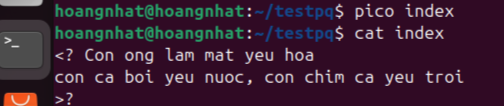 hoangnhat@hoangnhat:~/testpq$ pico index
hoangnhat@hoangnhat:~/testpq$ cat index
<? Con ong lam mat yeu hoa
con ca boi yeu nuoc, con chim ca yeu troi
>?